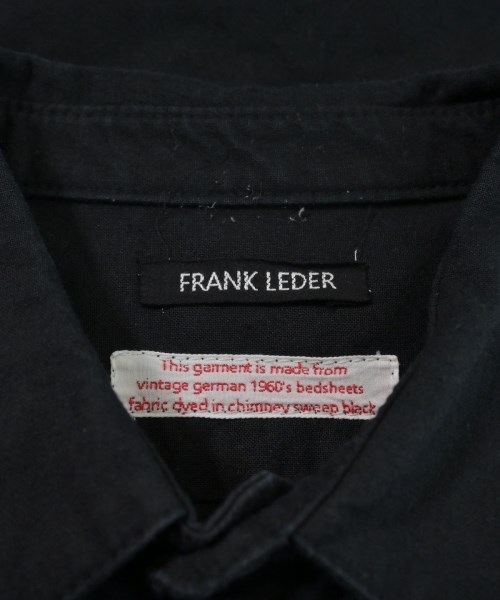 FRANK LEDER
This garment is made from
vintage german 1960's bedsheets
fabric dyed in chimney sweep black